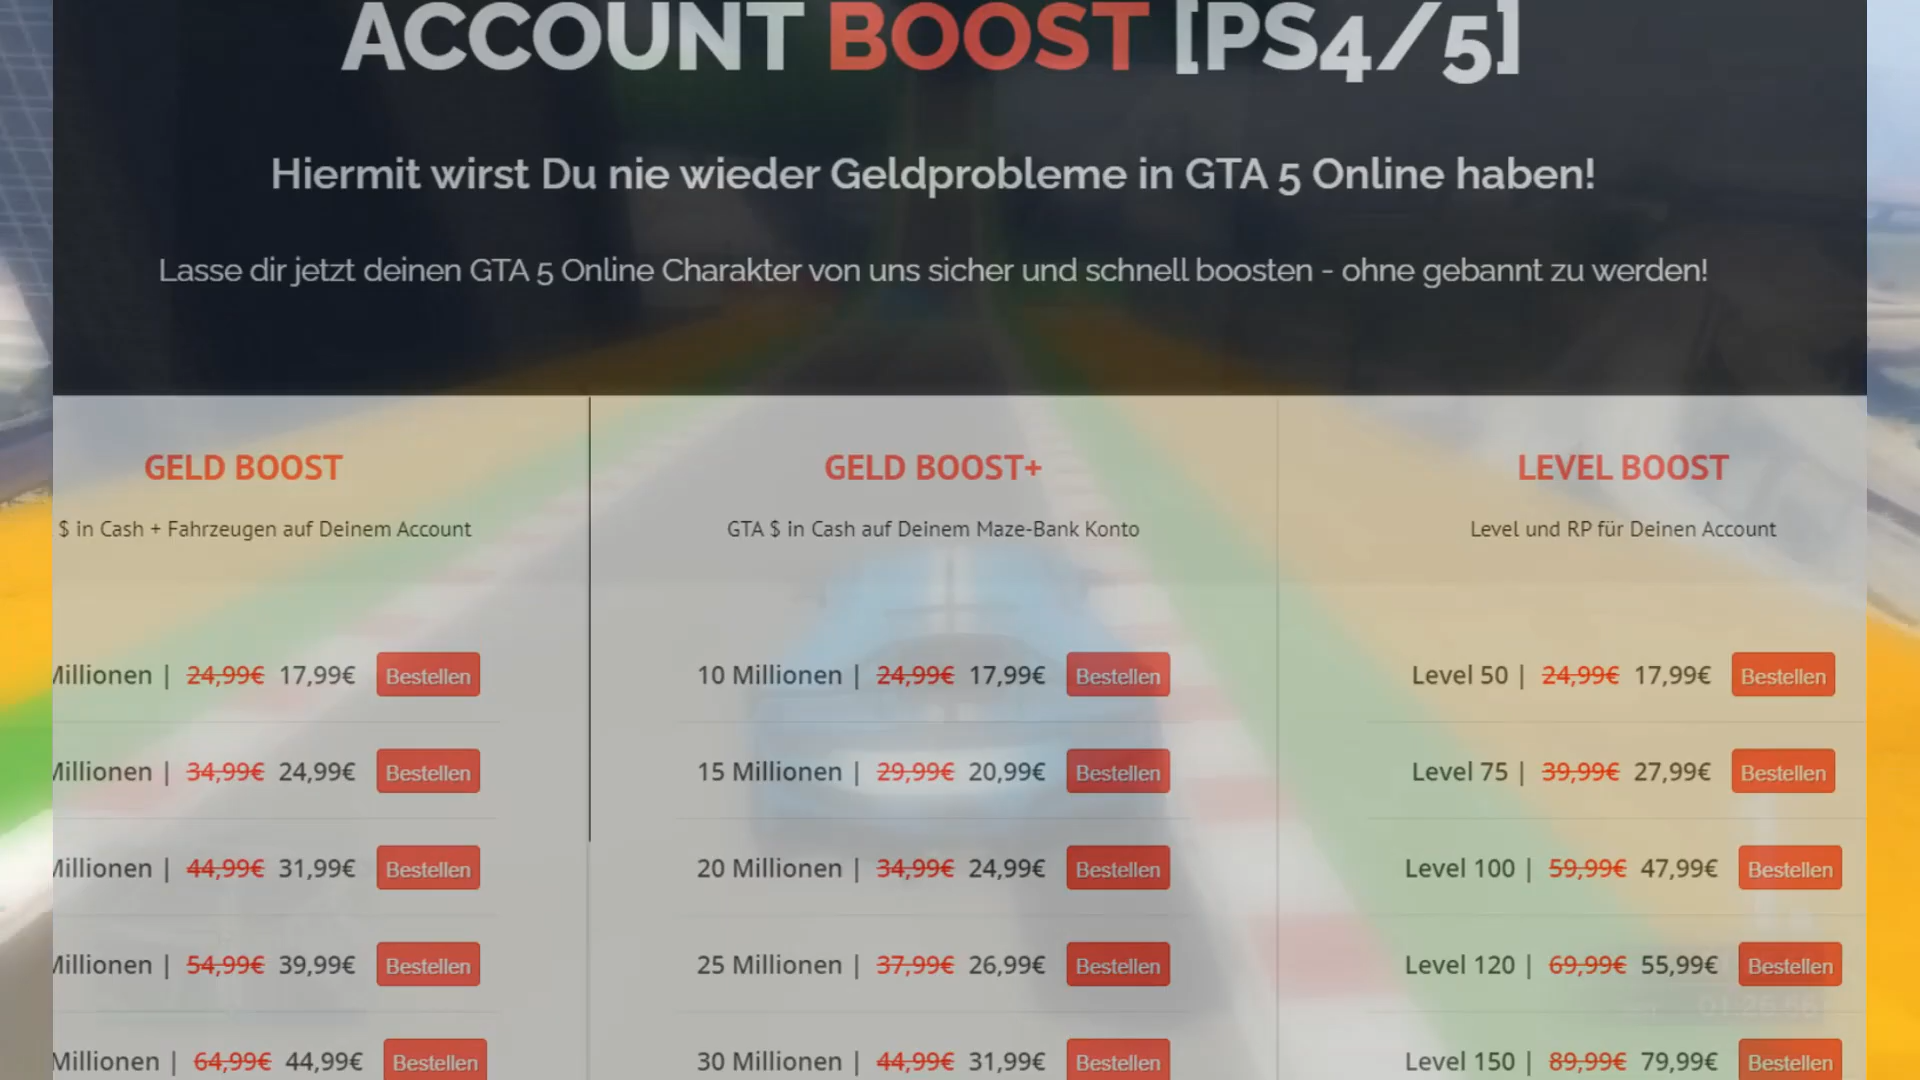 ACCOUNT BOOST [PS4/5]
Hiermit wirst Du nie wieder Geldprobleme in GTA 5 Online haben!
Lasse dir jetzt deinen GTA 5 Online Charakter von uns sicher und schnell boosten - ohne gebannt zu werden!
GELD BOOST
$ in Cash + Fahrzeugen auf Deinem Account
Millionen | 24,99€ 17,99€ Bestellen
Millionen | 34,99€ 24,99€ Bestellen
Millionen | 44,99€ 31,99€ Bestellen
Millionen | 54,99€ 39,99€ Bestellen
Millionen | 64,99€ 44,99€ Bestellen
GELD BOOST+
GTA $ in Cash auf Deinem Maze-Bank Konto
10 Millionen | 24,99€ 17,99€ Bestellen
15 Millionen | 29,99€ 20,99€ Bestellen
20 Millionen | 34,99€ 24,99€ Bestellen
25 Millionen | 37,99€ 26,99€ Bestellen
30 Millionen | 44,99€ 31,99€ Bestellen
LEVEL BOOST
Level und RP für Deinen Account
Level 50 | 24,99€ 17,99€ Bestellen
Level 75 | 39,99€ 27,99€ Bestellen
Level 100 | 59,99€ 47,99€ Bestellen
Level 120 | 69,99€ 55,99€ Bestellen
Level 150 | 89,99€ 79,99€ Bestellen